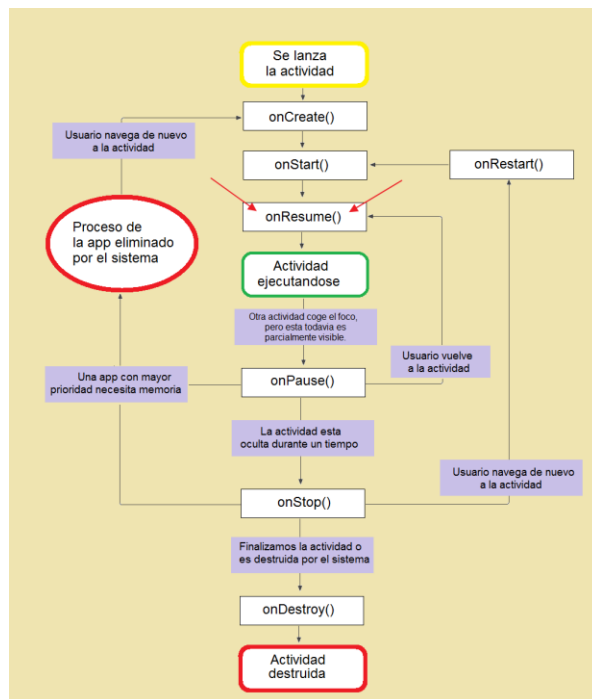 Se lanza
la actividad
onCreate()
Usuario navega de nuevo
a la actividad
onStart()
onRestart()
onResume()
Proceso de
la app eliminado
por el sistema
Actividad
ejecutandose
Otra actividad coge el foco,
pero esta todavia es
parcialmente visible.
Usuario vuelve
a la actividad
Una app con mayor
prioridad necesita memoria
onPause()
La actividad esta
oculta durante un tiempo
Usuario navega de nuevo
a la actividad
onStop()
Finalizamos la actividad o
es destruida por el sistema
onDestroy()
Actividad
destruida